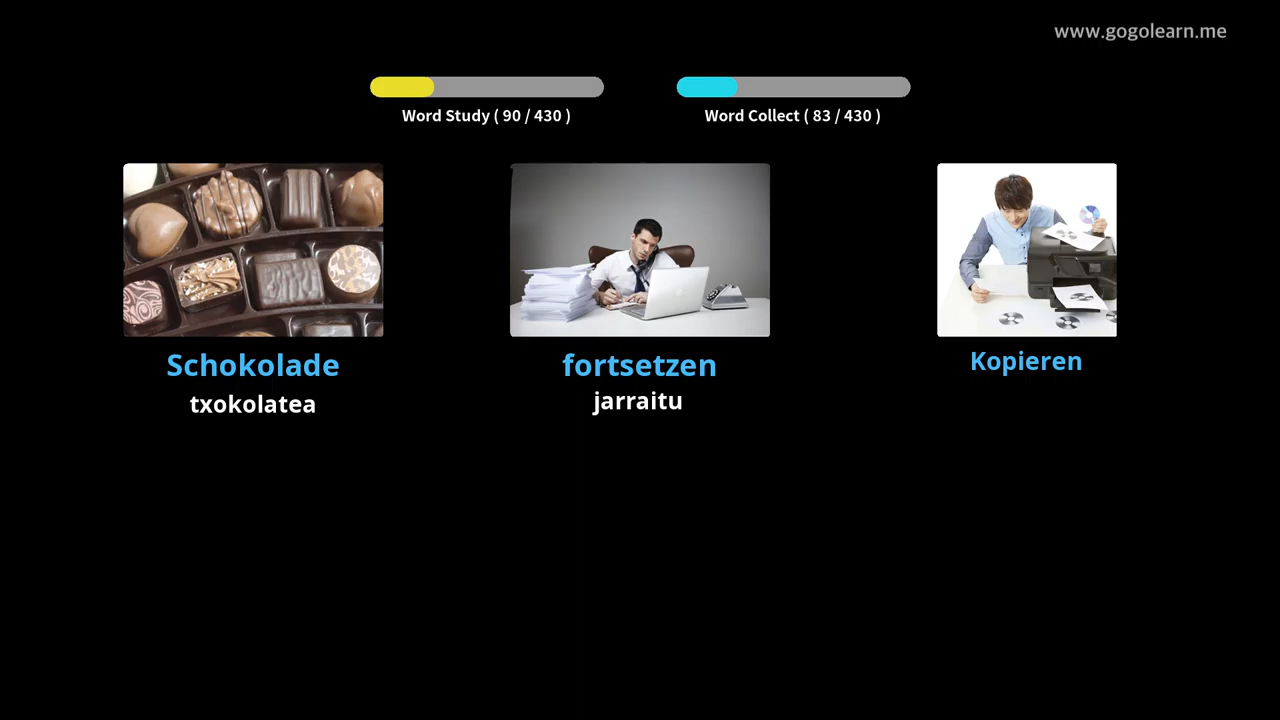 www.gogolearn.me
Word Study ( 90 / 430 )
Word Collect ( 83 / 430 )
Schokolade
txokolatea
fortsetzen
jarraitu
Kopieren